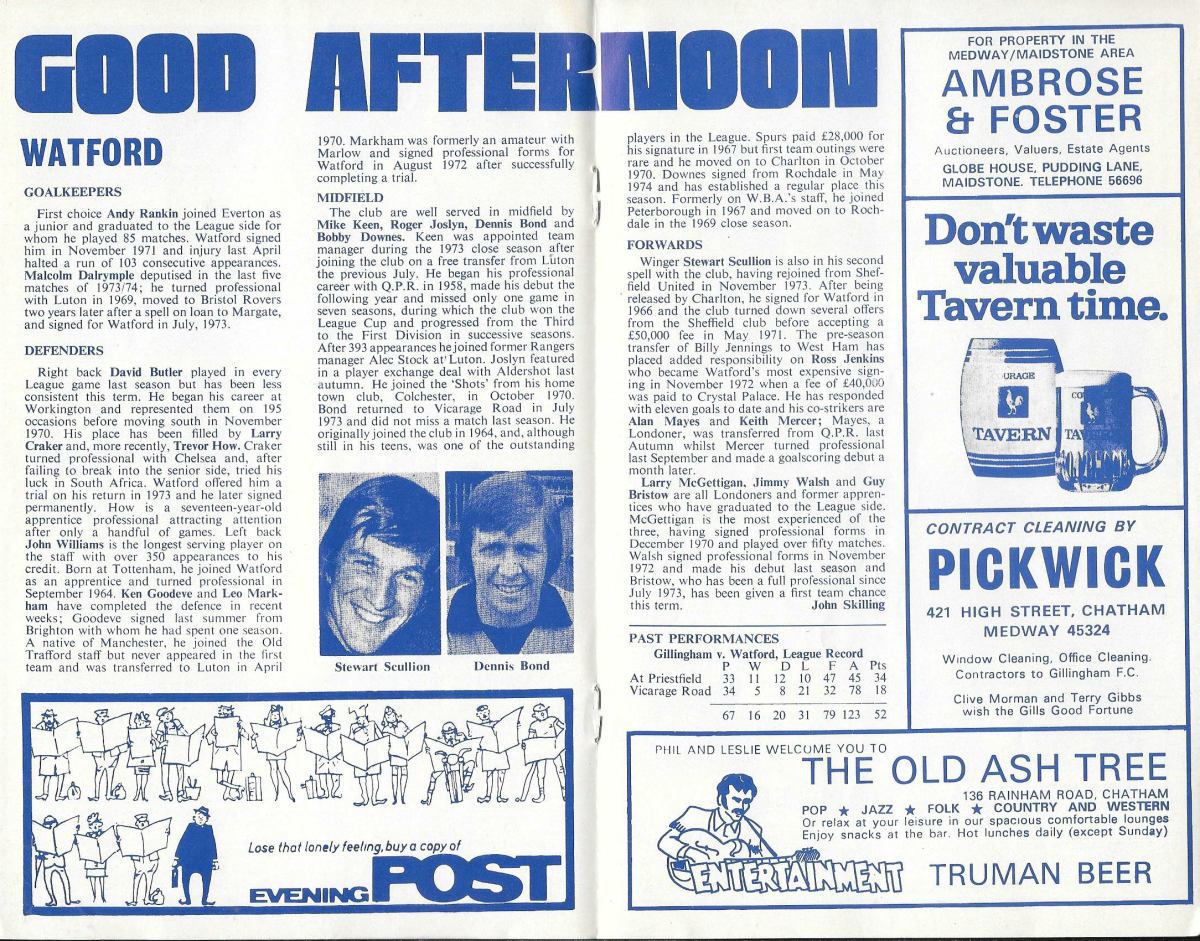 GOOD AFTERNOON
WATFORD
GOALKEEPERS
First choice Andy Rankin joined Everton as
a junior and graduated to the League side for
whom he played 85 matches. Watford signed
him in November 1971 and injury last April
halted a run of 103 consecutive appearances.
Malcolm Dalrymple deputised in the last five
matches of 1973/74; he turned professional
with Luton in 1969, moved to Bristol Rovers
two years later after a spell on loan to Margate,
and signed for Watford in July, 1973.
DEFENDERS
Right back David Butler played in every
League game last season but has been less
consistent this term. He began his career at
Workington and represented them on 195
occasions before moving south in November
1970. His place has been filled by Larry
Craker and, more recently, Trevor How. Craker
turned professional with Chelsea and, after
failing to break into the senior side, tried his
luck in South Africa. Watford offered him a
trial on his return in 1973 and he later signed
permanently. How is a seventeen-year-old
apprentice professional attracting attention
after only a handful of games. Left back
John Williams is the longest serving player on
the staff with over 350 appearances to his
credit. Born at Tottenham, he joined Watford
as an apprentice and turned professional in
September 1964. Ken Goodeve and Leo Mark-
ham have completed the defence in recent
weeks; Goodeve signed last summer from
Brighton with whom he had spent one season.
A native of Manchester, he joined the Old
Trafford staff but never appeared in the first
team and was transferred to Luton in April
1970. Markham was formerly an amateur with
Marlow and signed professional forms for
Watford in August 1972 after successfully
completing a trial.
MIDFIELD
The club are well served in midfield by
Mike Keen, Roger Joslyn, Dennis Bond and
Bobby Downes. Keen was appointed team
manager during the 1973 close season after
joining the club on a free transfer from Luton
the previous July. He began his professional
career with Q.P.R. in 1958, made his debut the
following year and missed only one game in
seven seasons, during which the club won the
League Cup and progressed from the Third
to the First Division in successive seasons.
After 393 appearances he joined former Rangers
manager Alec Stock at Luton. Joslyn featured
in a player exchange deal with Aldershot last
autumn. He joined the 'Shots' from his home
town club, Colchester, in October 1970.
Bond returned to Vicarage Road in July
1973 and did not miss a match last season. He
originally joined the club in 1964, and, although
still in his teens, was one of the outstanding
Stewart Scullion
Dennis Bond
players in the League. Spurs paid £28,000 for
his signature in 1967 but first team outings were
rare and he moved on to Charlton in October
1970. Downes signed from Rochdale in May
1974 and has established a regular place this
season. Formerly on W.B.A.'s staff, he joined
Peterborough in 1967 and moved on to Roch-
dale in the 1969 close season.
FORWARDS
Winger Stewart Scullion is also in his second
spell with the club, having rejoined from Shef-
field United in November 1973. After being
released by Charlton, he signed for Watford in
1966 and the club turned down several offers
from the Sheffield club before accepting a
£50,000 fee in May 1971. The pre-season
transfer of Billy Jennings to West Ham has
placed added responsibility on Ross Jenkins
who became Watford's most expensive sign-
ing in November 1972 when a fee of £40,000
was paid to Crystal Palace. He has responded
with eleven goals to date and his co-strikers are
Alan Mayes and Keith Mercer; Mayes, a
Londoner, was transferred from Q.P.R. last
Autumn whilst Mercer turned professional
last September and made a goalscoring debut a
month later.
Larry McGettigan, Jimmy Walsh and Guy
Bristow are all Londoners and former appren-
tices who have graduated to the League side.
McGettigan is the most experienced of the
three, having signed professional forms in
December 1970 and played over fifty matches.
Walsh signed professional forms in November
1972 and made his debut last season and
Bristow, who has been a full professional since
July 1973, has been given a first team chance
this term. John Skilling
PAST PERFORMANCES
Gillingham v. Watford, League Record
P W D L F A Pts
At Priestfield 33 11 12 10 47 45 34
Vicarage Road 34 5 8 21 32 78 18
67 16 20 31 79 123 52
Lose that lonely feeling, buy a copy of
EVENING POST
FOR PROPERTY IN THE
MEDWAY/MAIDSTONE AREA
AMBROSE
& FOSTER
Auctioneers, Valuers, Estate Agents
GLOBE HOUSE, PUDDING LANE,
MAIDSTONE. TELEPHONE 56696
Don't waste
valuable
Tavern time.
URAGE
TAVERN
CO
TA
CONTRACT CLEANING BY
PICKWICK
421 HIGH STREET, CHATHAM
MEDWAY 45324
Window Cleaning, Office Cleaning.
Contractors to Gillingham F.C.
Clive Morman and Terry Gibbs
wish the Gills Good Fortune
PHIL AND LESLIE WELCOME YOU TO
THE OLD ASH TREE
136 RAINHAM ROAD, CHATHAM
POP ★ JAZZ ★ FOLK ★ COUNTRY AND WESTERN
Or relax at your leisure in our spacious comfortable lounges
Enjoy snacks at the bar. Hot lunches daily (except Sunday)
ENTERTAINMENT
TRUMAN BEER